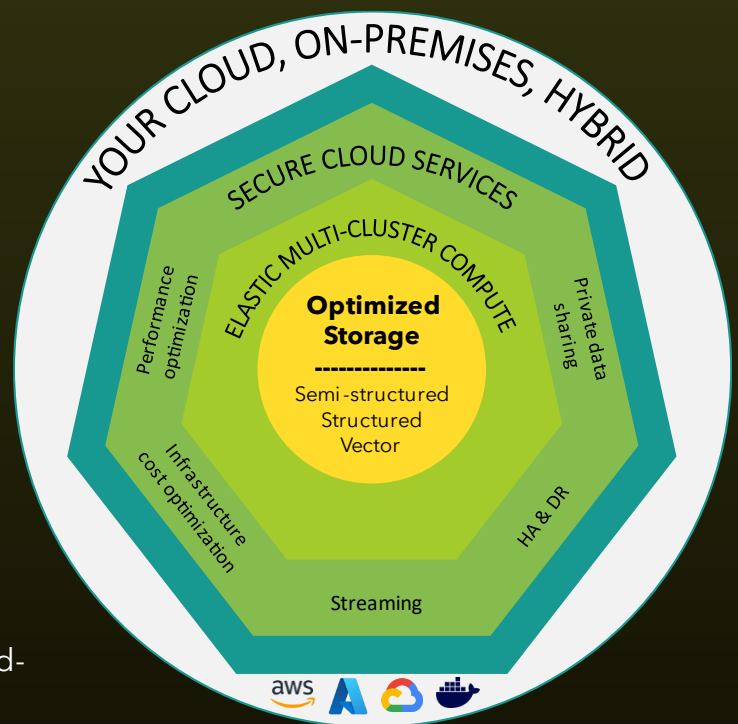 YOUR CLOUD, ON-PREMISES, HYBRID
SECURE CLOUD SERVICES
ELASTIC MULTI-CLUSTER COMPUTE
Optimized
Storage
--------------
Semi-structured
Structured
Vector
Performance
optimization
Private data
sharing
Infrastructure
cost optimization
HA & DR
Streaming
d-
aws